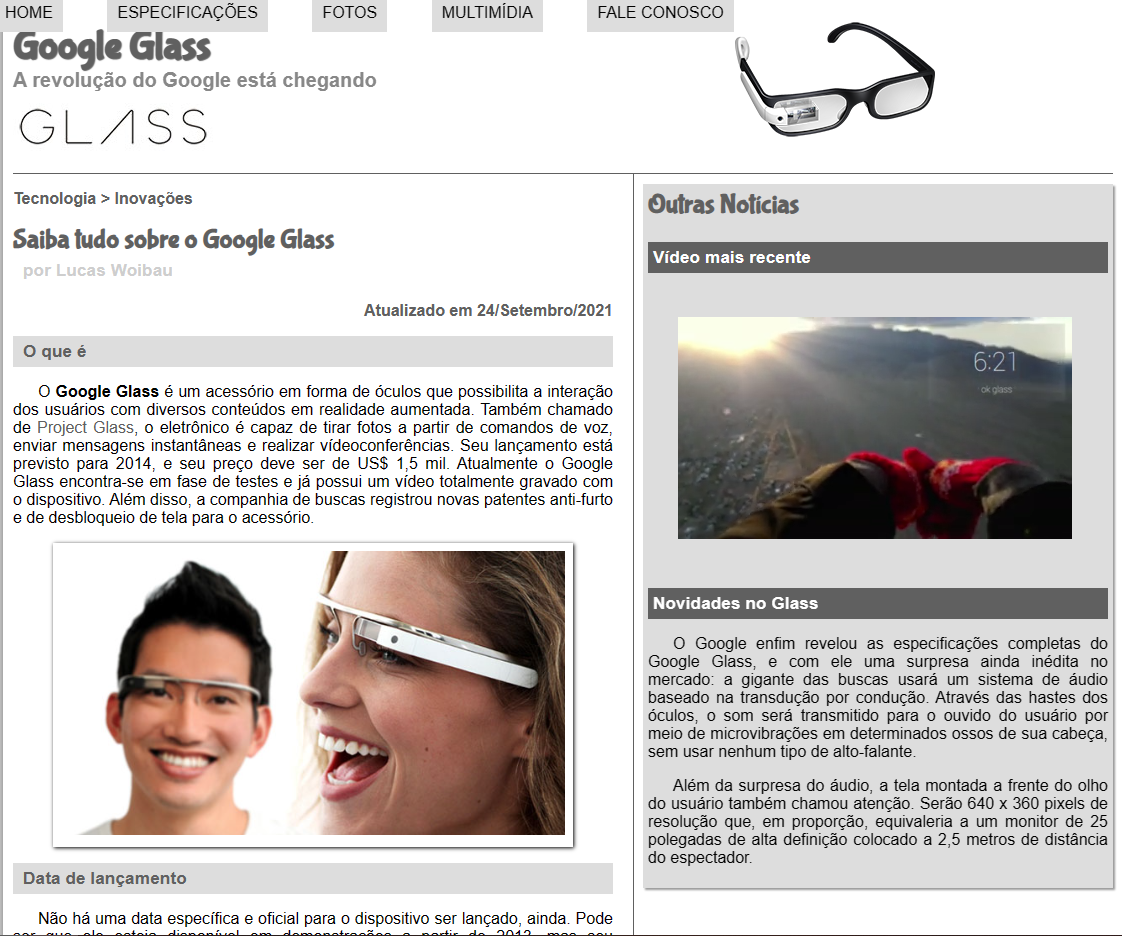 HOME
ESPECIFICAÇÕES
FOTOS
MULTIMÍDIA
FALE CONOSCO
Google Glass
A revolução do Google está chegando
GLASS
Tecnologia > Inovações
Saiba tudo sobre o Google Glass
por Lucas Woibau
Atualizado em 24/Setembro/2021
O que é
O Google Glass é um acessório em forma de óculos que possibilita a interação
dos usuários com diversos conteúdos em realidade aumentada. Também chamado
de Project Glass, o eletrônico é capaz de tirar fotos a partir de comandos de voz,
enviar mensagens instantâneas e realizar vídeoconferências. Seu lançamento está
previsto para 2014, e seu preço deve ser de US$ 1,5 mil. Atualmente o Google
Glass encontra-se em fase de testes e já possui um vídeo totalmente gravado com
o dispositivo. Além disso, a companhia de buscas registrou novas patentes anti-furto
e de desbloqueio de tela para o acessório.
Data de lançamento
Não há uma data específica e oficial para o dispositivo ser lançado, ainda. Pode
ser que ele esteja disponível em demonstrações a partir de 2013, mas seu
Outras Notícias
Vídeo mais recente
6:21
ok glass
Novidades no Glass
O Google enfim revelou as especificações completas do
Google Glass, e com ele uma surpresa ainda inédita no
mercado: a gigante das buscas usará um sistema de áudio
baseado na transdução por condução. Através das hastes dos
óculos, o som será transmitido para o ouvido do usuário por
meio de microvibrações em determinados ossos de sua cabeça,
sem usar nenhum tipo de alto-falante.
Além da surpresa do áudio, a tela montada a frente do olho
do usuário também chamou atenção. Serão 640 x 360 pixels de
resolução que, em proporção, equivaleria a um monitor de 25
polegadas de alta definição colocado a 2,5 metros de distância
do espectador.